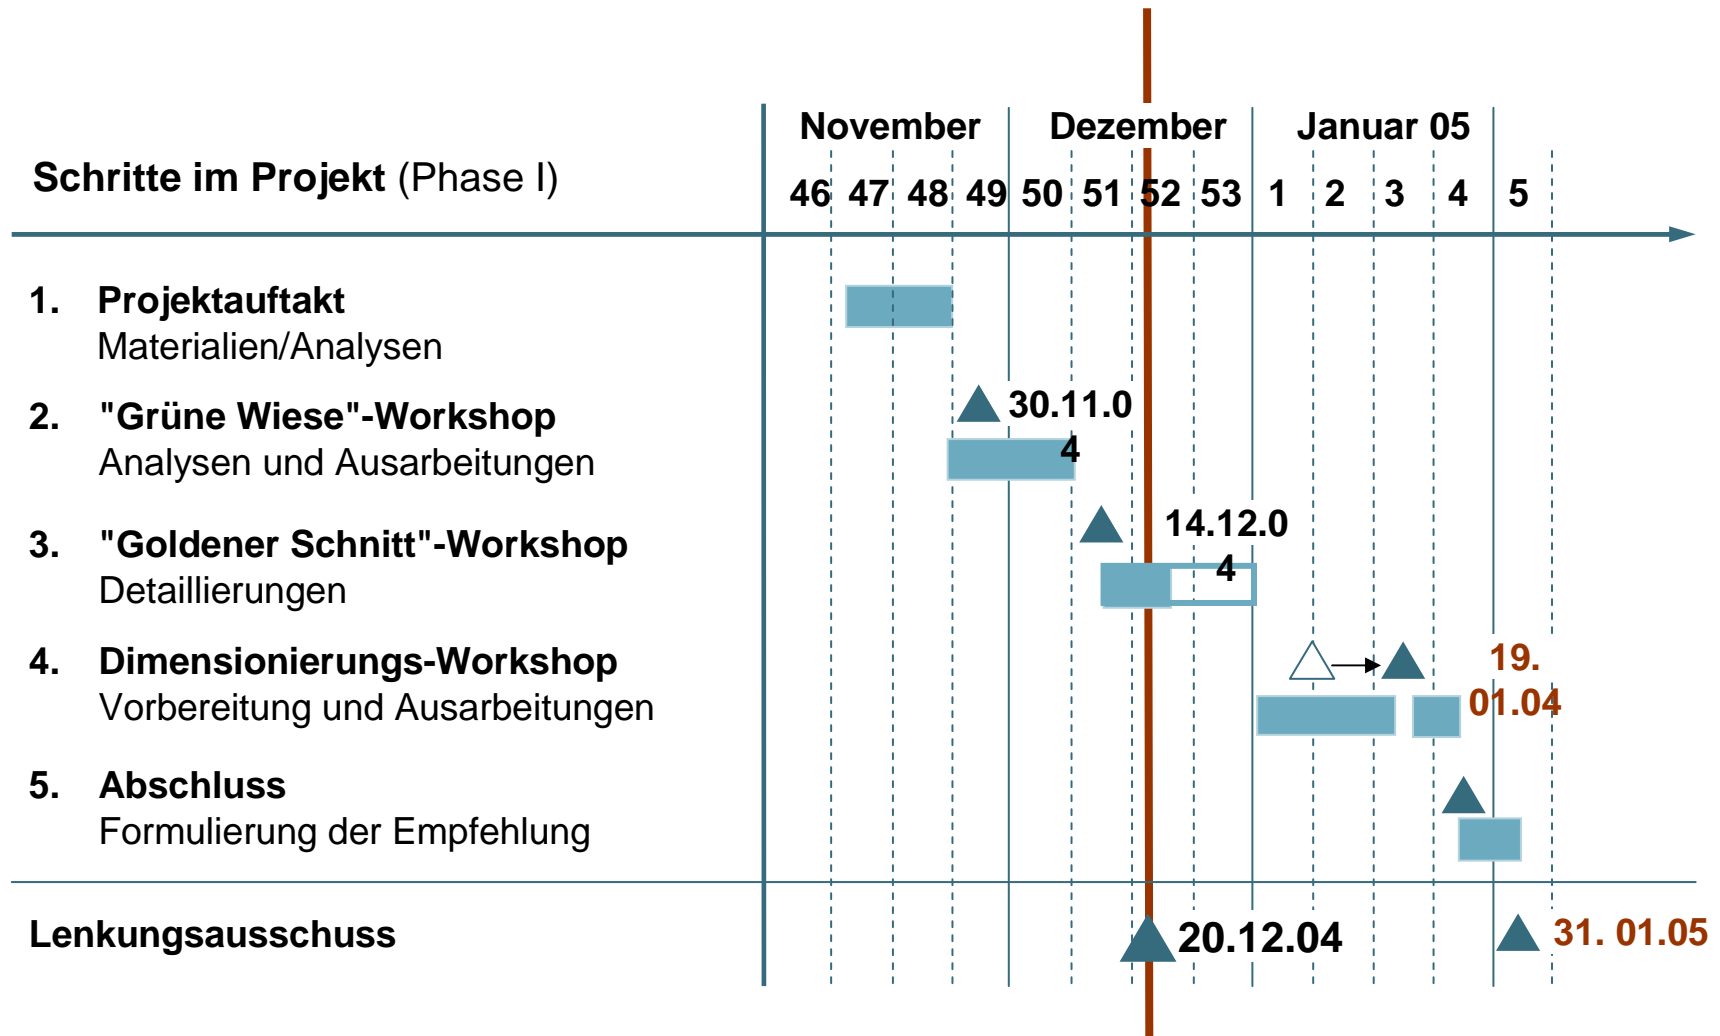 November Dezember Januar 05
Schritte im Projekt (Phase I)
46 47 48 49 50 51 52 53 1 2 3 4 5
1. Projektauftakt
Materialien/Analysen
2. "Grüne Wiese"-Workshop
30.11.0
4
Analysen und Ausarbeitungen
3. "Goldener Schnitt"-Workshop
14.12.0
4
Detaillierungen
4. Dimensionierungs-Workshop
19.
01.04
Vorbereitung und Ausarbeitungen
5. Abschluss
Formulierung der Empfehlung
Lenkungsausschuss
20.12.04
31. 01.05